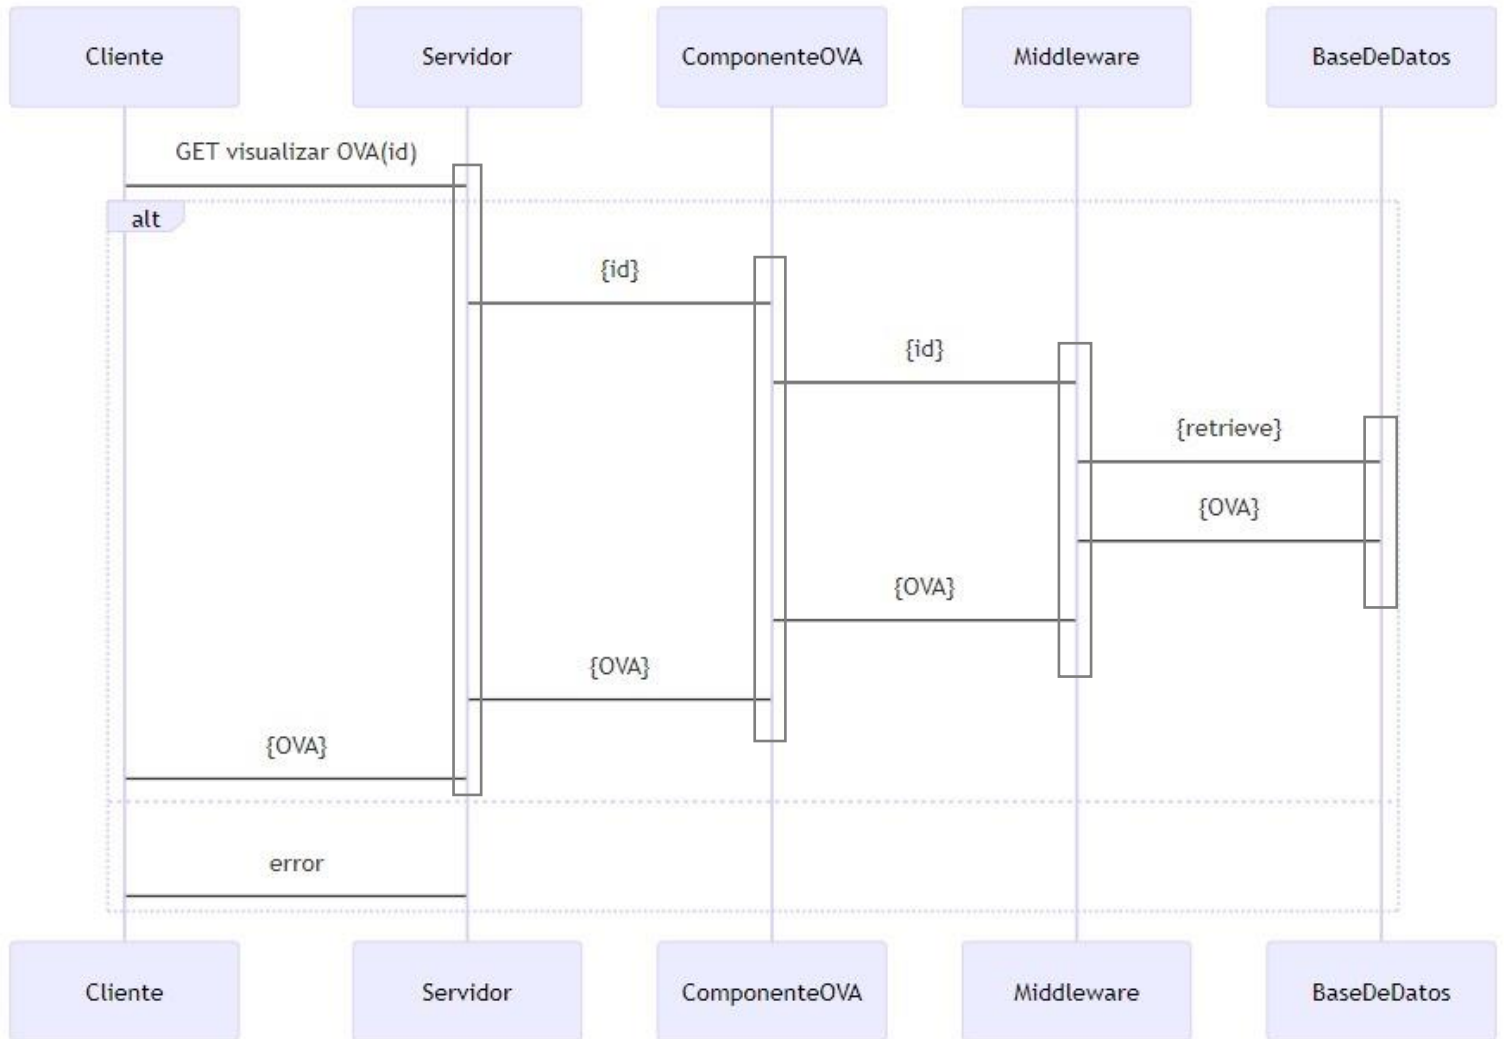 Cliente
Servidor
ComponenteOVA
Middleware
BaseDeDatos
GET visualizar OVA(id)
alt
{id}
{id}
{retrieve}
{OVA}
{OVA}
{OVA}
{OVA}
error
Cliente
Servidor
ComponenteOVA
Middleware
BaseDeDatos